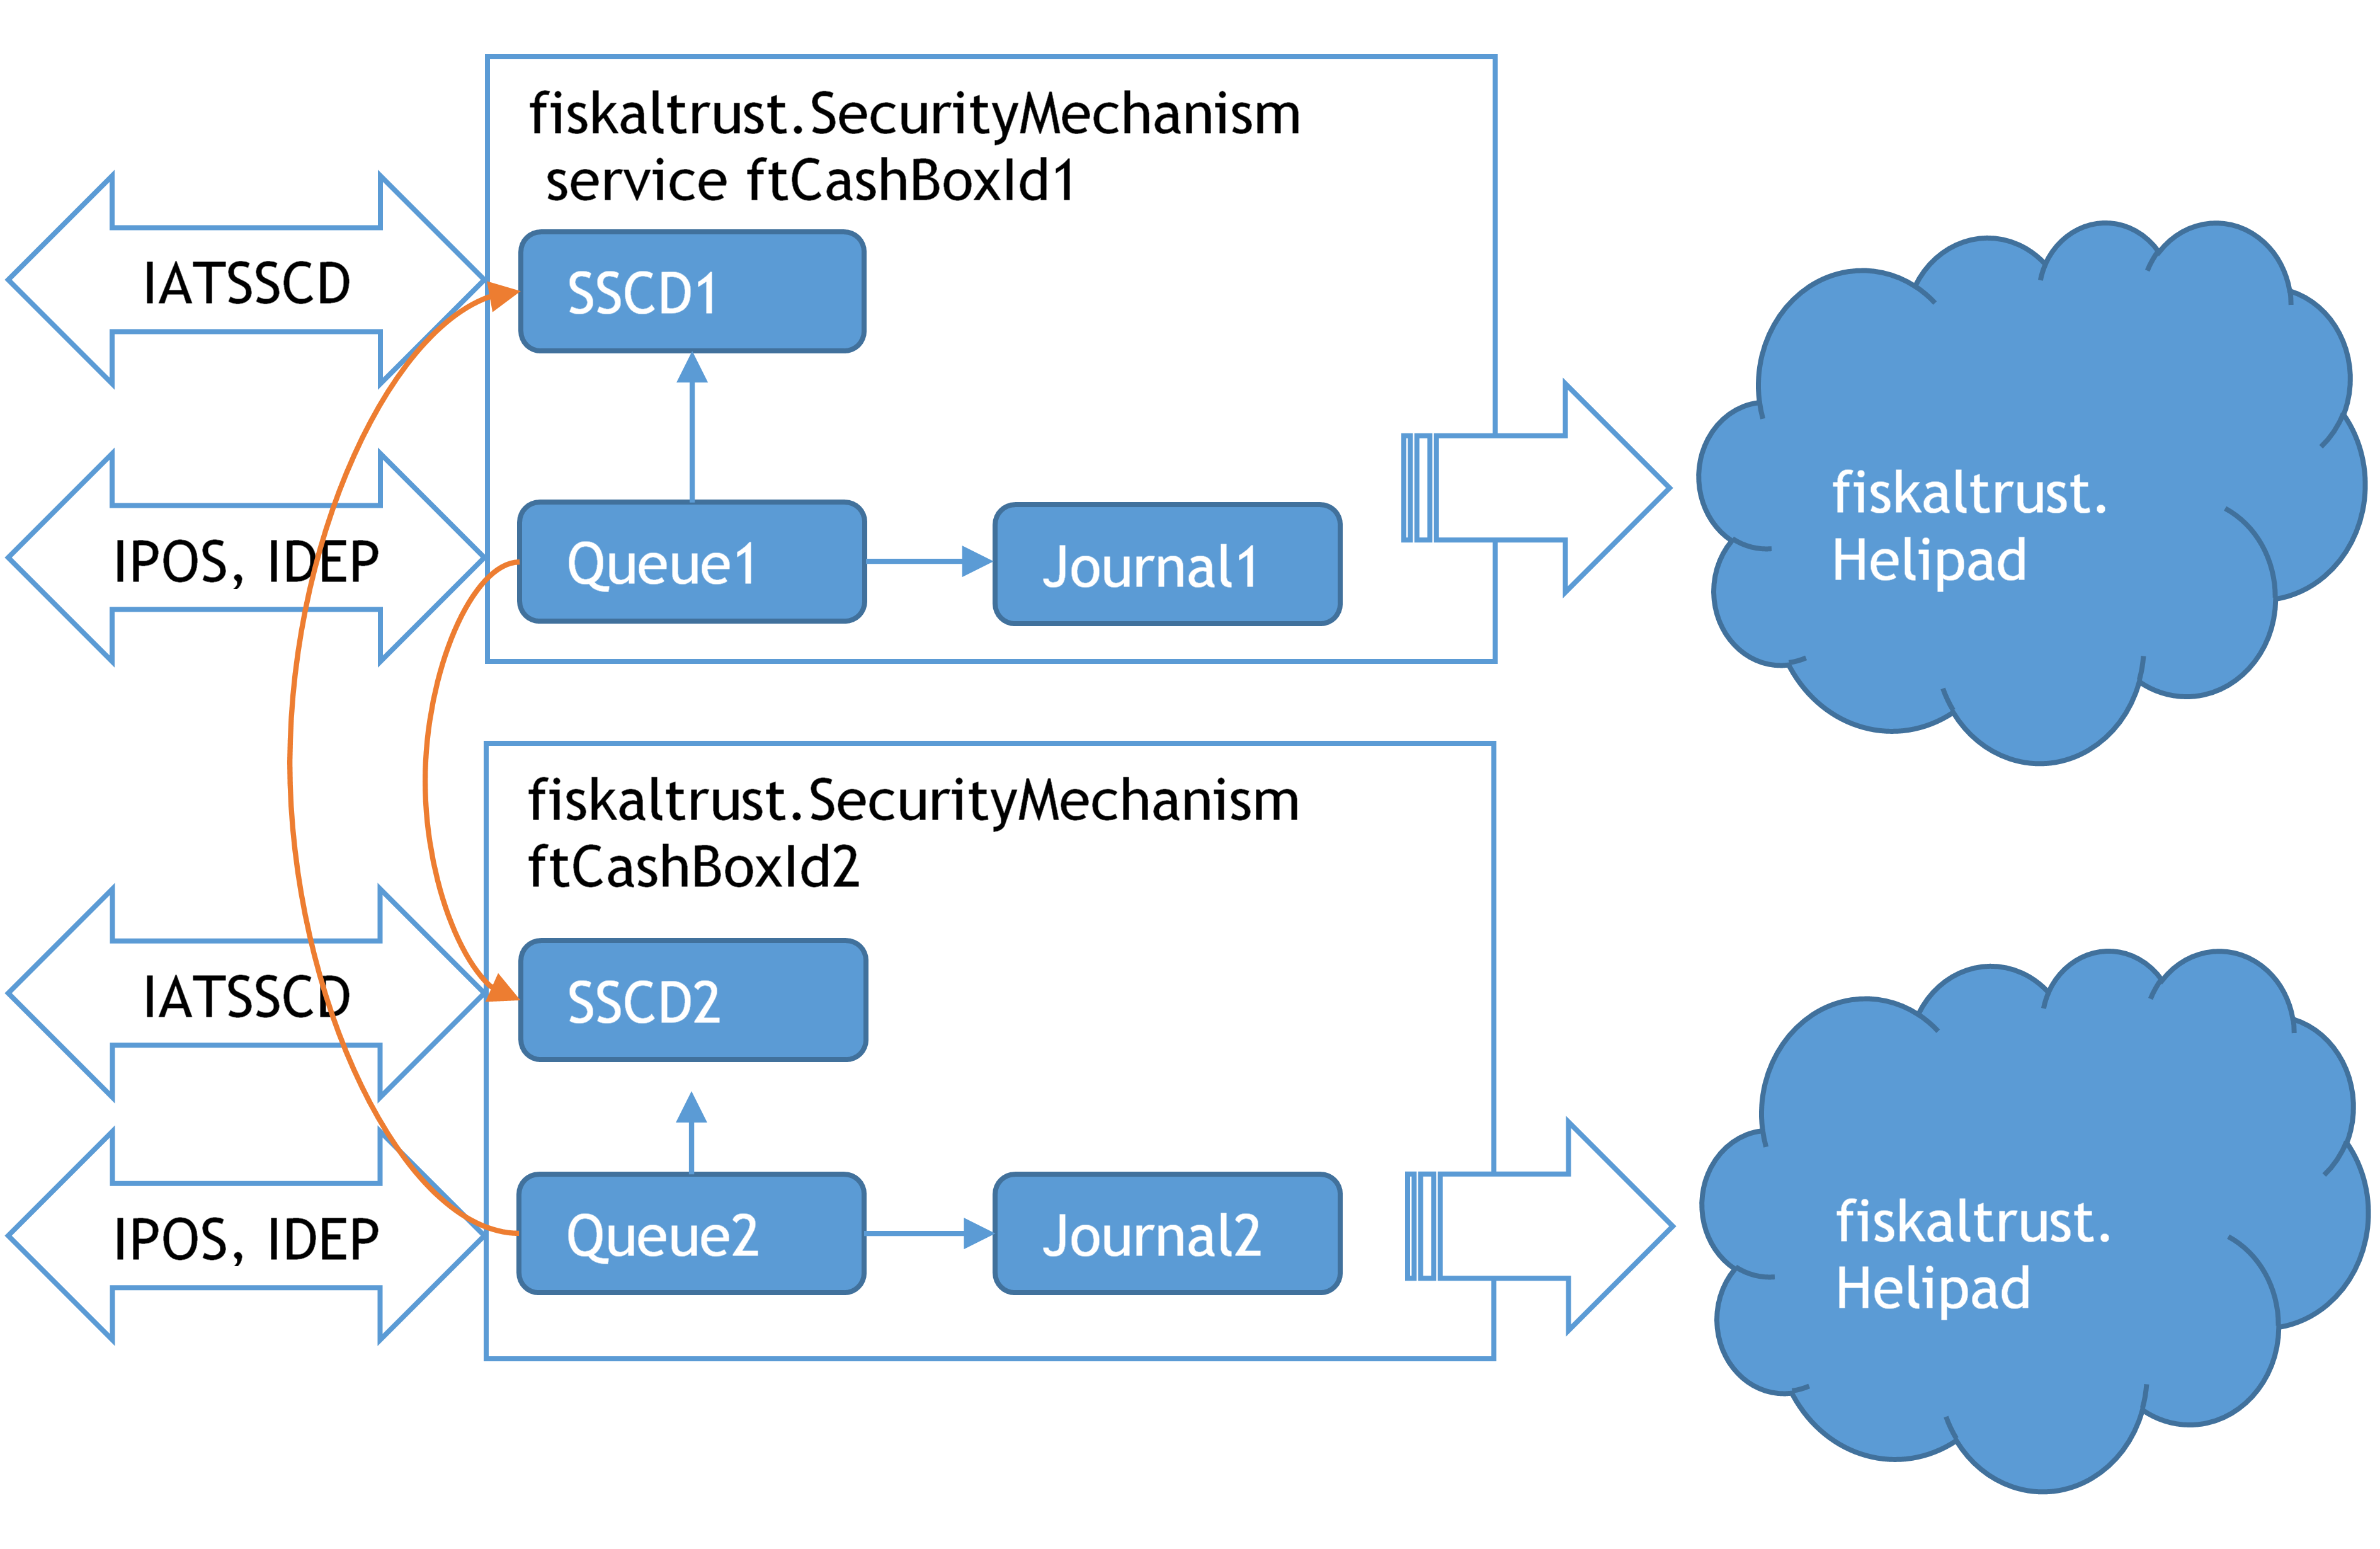 fiskaltrust.SecurityMechanism
service ftCashBoxId1
IATSSCD
SSCD1
IPOS, IDEP
Queue1
Journal1
fiskaltrust.
Helipad
fiskaltrust.SecurityMechanism
ftCashBoxId2
IATSSCD
SSCD2
IPOS, IDEP
Queue2
Journal2
fiskaltrust.
Helipad